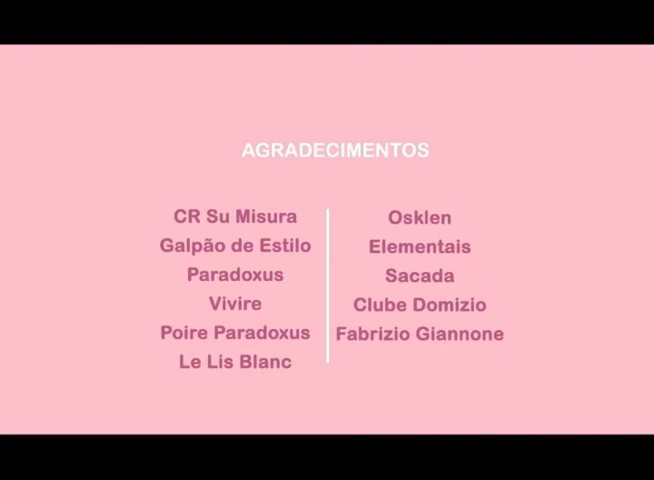 AGRADECIMENTOS
CR Su Misura
Galpão de Estilo
Paradoxus
Vivire
Poire Paradoxus
Le Lis Blanc
Osklen
Elementais
Sacada
Clube Domizio
Fabrizio Giannone